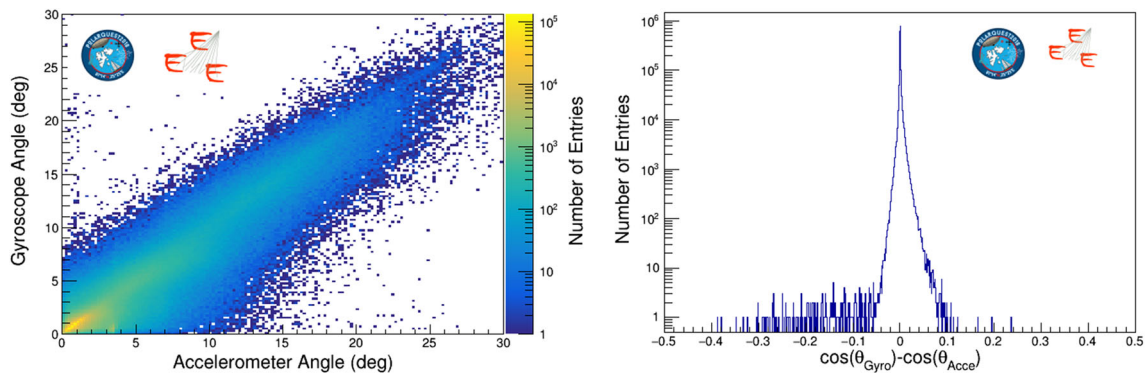 30
25
20
15
10
5
0
Gyroscope Angle (deg)
0 5 10 15 20 25 30
Accelerometer Angle (deg)
10^5
10^4
10^3
10^2
10
1
Number of Entries
POLARQUEEST2018
E
E
E
10^6
10^5
10^4
10^3
10^2
10
1
Number of Entries
−0.5 −0.4 −0.3 −0.2 −0.1 0 0.1 0.2 0.3 0.4 0.5
cos(θGyro)-cos(θAcce)
E
E
E